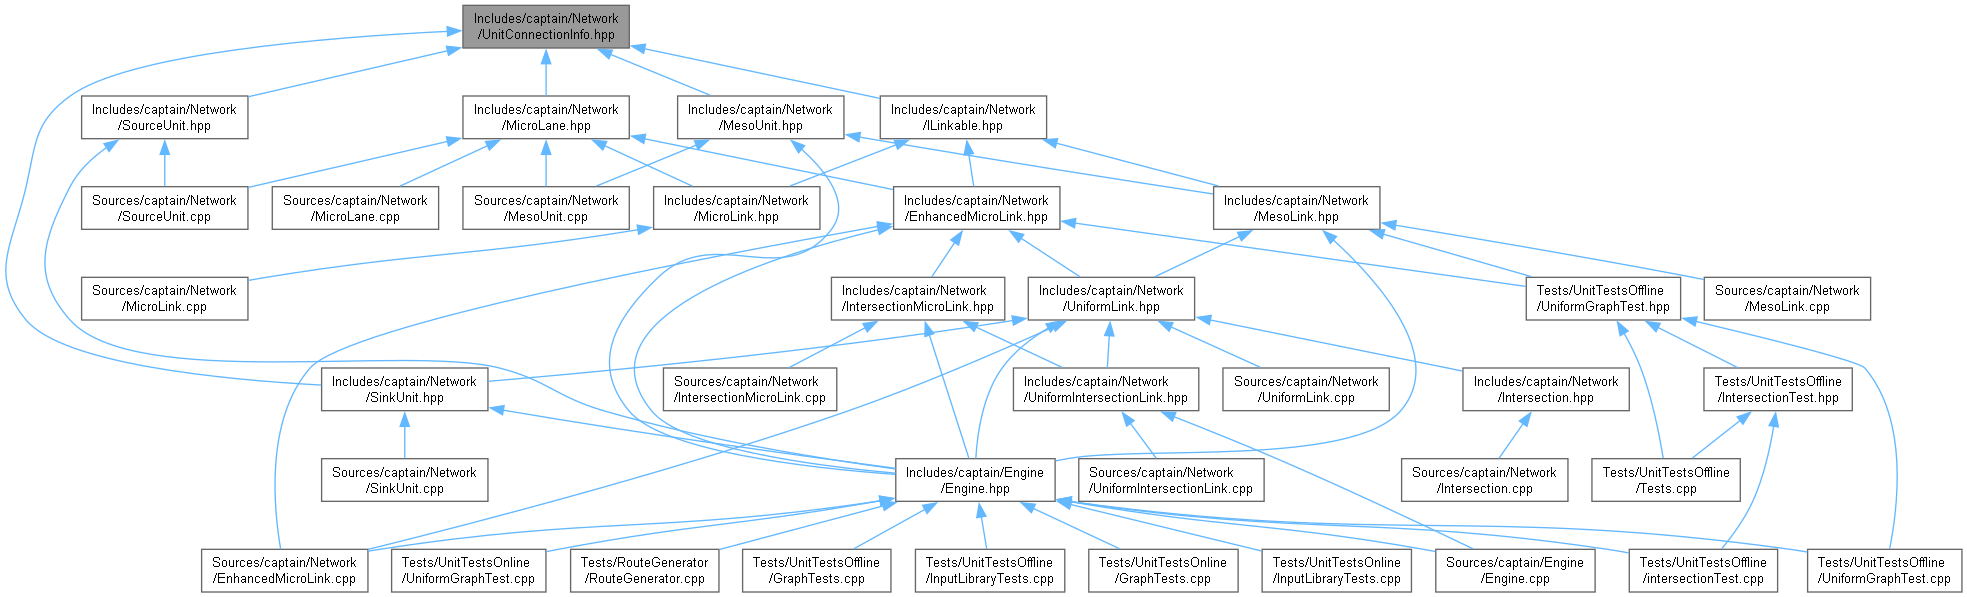 Includes/captain/Network
/UnitConnectionInfo.hpp
Includes/captain/Network
/SourceUnit.hpp
Includes/captain/Network
/MicroLane.hpp
Includes/captain/Network
/MesoUnit.hpp
Includes/captain/Network
/ILinkable.hpp
Sources/captain/Network
/SourceUnit.cpp
Sources/captain/Network
/MicroLane.cpp
Sources/captain/Network
/MesoUnit.cpp
Includes/captain/Network
/MicroLink.hpp
Includes/captain/Network
/EnhancedMicroLink.hpp
Includes/captain/Network
/MesoLink.hpp
Sources/captain/Network
/MicroLink.cpp
Includes/captain/Network
/IntersectionMicroLink.hpp
Includes/captain/Network
/UniformLink.hpp
Tests/UnitTestsOffline
/UniformGraphTest.hpp
Sources/captain/Network
/MesoLink.cpp
Includes/captain/Network
/SinkUnit.hpp
Sources/captain/Network
/IntersectionMicroLink.cpp
Includes/captain/Network
/UniformIntersectionLink.hpp
Sources/captain/Network
/UniformLink.cpp
Includes/captain/Network
/Intersection.hpp
Tests/UnitTestsOffline
/IntersectionTest.hpp
Sources/captain/Network
/SinkUnit.cpp
Includes/captain/Engine
/Engine.hpp
Sources/captain/Network
/UniformIntersectionLink.cpp
Sources/captain/Network
/Intersection.cpp
Tests/UnitTestsOffline
/Tests.cpp
Sources/captain/Network
/EnhancedMicroLink.cpp
Tests/UnitTestsOnline
/UniformGraphTest.cpp
Tests/RouteGenerator
/RouteGenerator.cpp
Tests/UnitTestsOffline
/GraphTests.cpp
Tests/UnitTestsOffline
/InputLibraryTests.cpp
Tests/UnitTestsOnline
/GraphTests.cpp
Tests/UnitTestsOnline
/InputLibraryTests.cpp
Sources/captain/Engine
/Engine.cpp
Tests/UnitTestsOffline
/intersectionTest.cpp
Tests/UnitTestsOffline
/UniformGraphTest.cpp